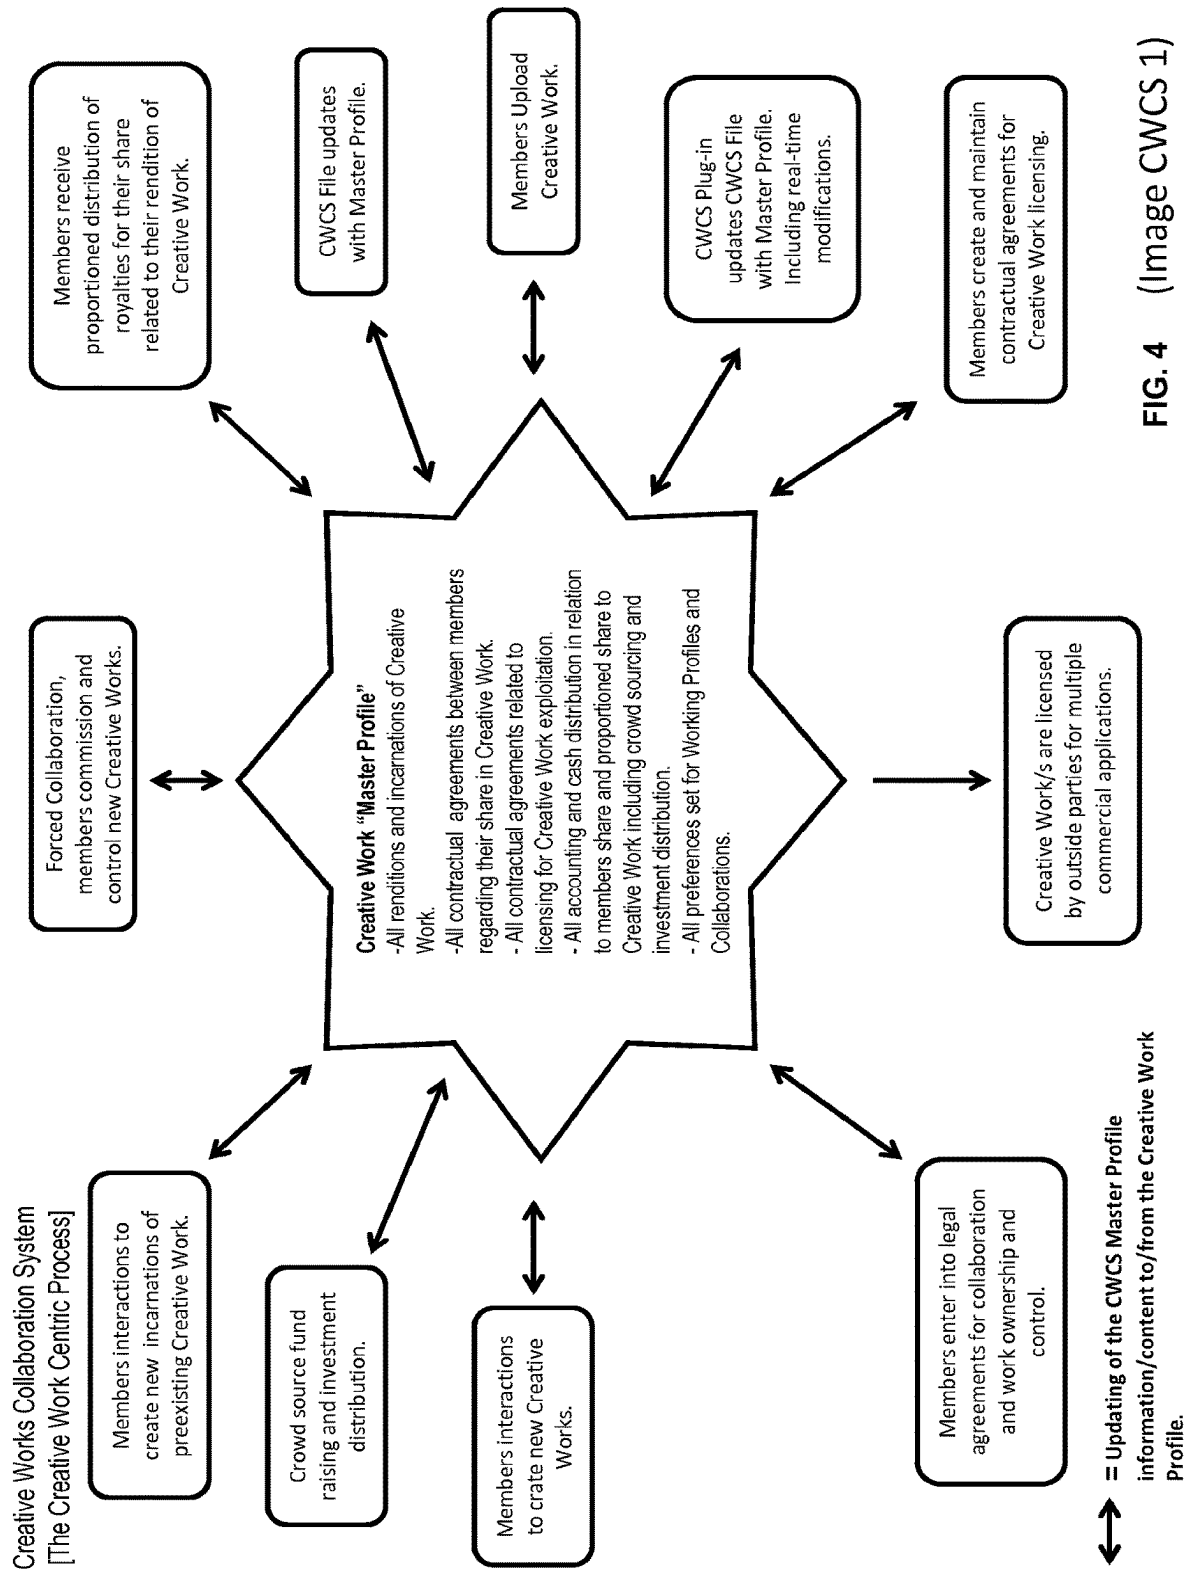 Creative Works Collaboration System
[The Creative Work Centric Process]
Members interactions to
create new incarnations of
preexisting Creative Work.
Forced Collaboration,
members commission and
control new Creative Works.
Members receive
proportioned distribution of
royalties for their share
related to their rendition of
Creative Work.
Crowd source fund
raising and investment
distribution.
CWCS File updates
with Master Profile.
Members interactions
to crate new Creative
Works.
Creative Work “Master Profile”
-All renditions and incarnations of Creative
Work.
-All contractual agreements between members
regarding their share in Creative Work.
- All contractual agreements related to
licensing for Creative Work exploitation.
- All accounting and cash distribution in relation
to members share and proportioned share to
Creative Work including crowd sourcing and
investment distribution.
- All preferences set for Working Profiles and
Collaborations.
Members Upload
Creative Work.
CWCS Plug-in
updates CWCS File
with Master Profile.
Including real-time
modifications.
Members enter into legal
agreements for collaboration
and work ownership and
control.
Creative Work/s are licensed
by outside parties for multiple
commercial applications.
Members create and maintain
contractual agreements for
Creative Work licensing.
= Updating of the CWCS Master Profile
information/content to/from the Creative Work
Profile.
FIG. 4 (Image CWCS 1)